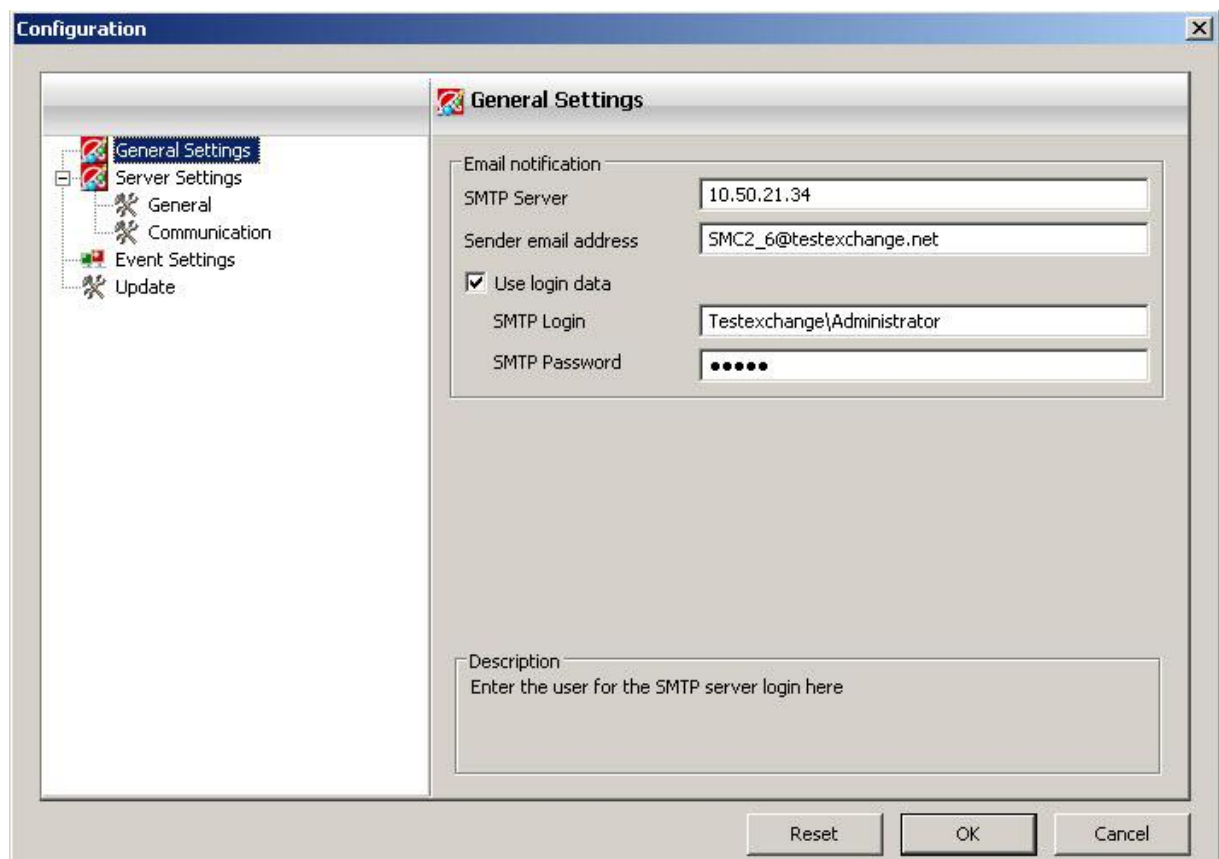 Configuration
General Settings
Server Settings
General
Communication
Event Settings
Update
General Settings
Email notification
SMTP Server
10.50.21.34
Sender email address
SMC2_6@testexchange.net
Use login data
SMTP Login
Testexchange\Administrator
SMTP Password
●●●●●
Description
Enter the user for the SMTP server login here
Reset
OK
Cancel